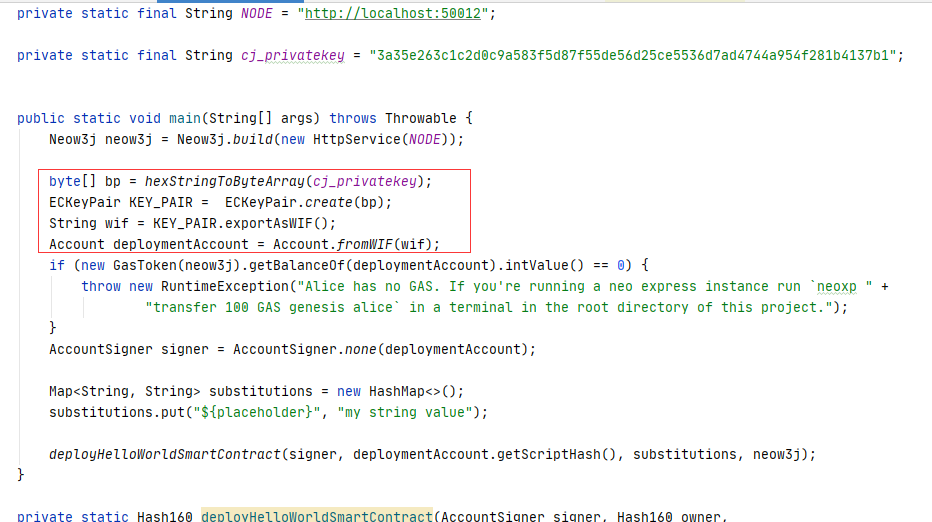 private static final String NODE = "http://localhost:50012";
private static final String cj_privatekey = "3a35e263c1c2d0c9a583f5d87f55de56d25ce5536d7ad4744a954f281b4137b1";
public static void main(String[] args) throws Throwable {
Neow3j neow3j = Neow3j.build(new HttpService(NODE));
byte[] bp = hexStringToByteArray(cj_privatekey);
ECKeyPair KEY_PAIR =  ECKeyPair.create(bp);
String wif = KEY_PAIR.exportAsWIF();
Account deploymentAccount = Account.fromWIF(wif);
if (new GasToken(neow3j).getBalanceOf(deploymentAccount).intValue() == 0) {
throw new RuntimeException("Alice has no GAS. If you're running a neo express instance run `neoxp " +
"transfer 100 GAS genesis alice` in a terminal in the root directory of this project.");
}
AccountSigner signer = AccountSigner.none(deploymentAccount);
Map<String, String> substitutions = new HashMap<>();
substitutions.put("${placeholder}", "my string value");
deployHelloWorldSmartContract(signer, deploymentAccount.getScriptHash(), substitutions, neow3j);
}
private static Hash160 deployHelloWorldSmartContract(AccountSigner signer, Hash160 owner,